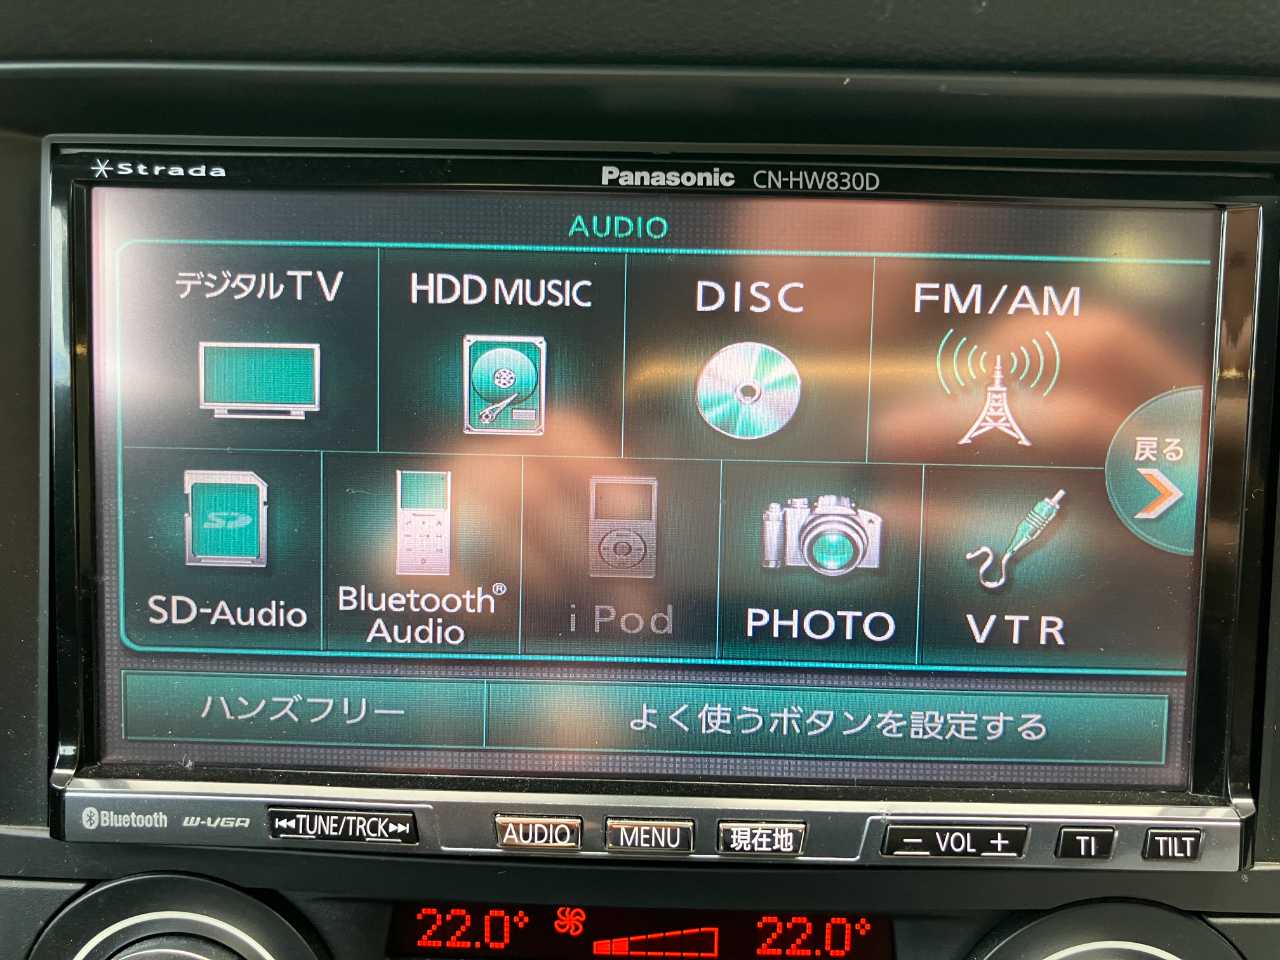 Strada
Panasonic CN-HW830D
AUDIO
デジタルTV
HDD MUSIC
DISC
FM/AM
戻る
SD
SD-Audio
Bluetooth®
Audio
iPod
PHOTO
VTR
ハンズフリー
よく使うボタンを設定する
Bluetooth
W-VGA
TUNE/TRCK
AUDIO
MENU
現在地
− VOL +
TI
TILT
22.0°
22.0°